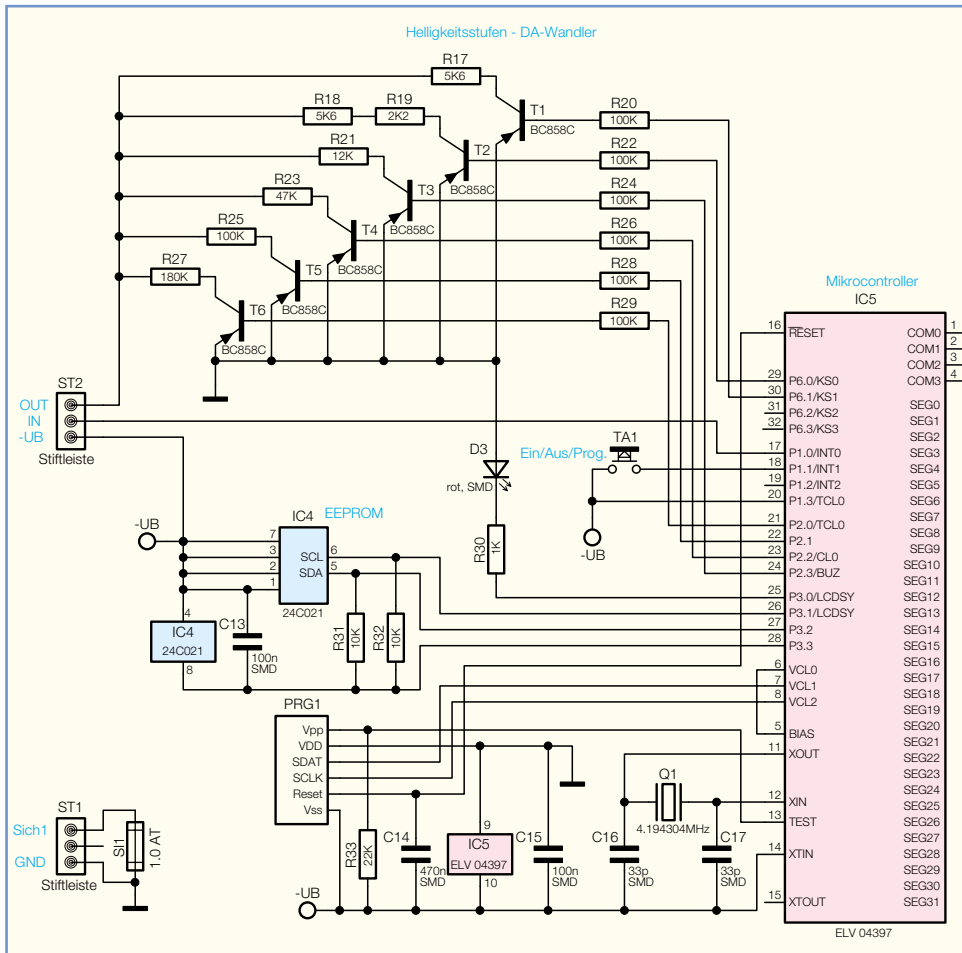 Helligkeitsstufen - DA-Wandler
R17
5K6
R18
5K6
R19
2K2
T1
BC858C
R20
100K
R21
12K
T2
BC858C
R22
100K
R23
47K
T3
BC858C
R24
100K
R25
100K
T4
BC858C
R26
100K
R27
180K
T5
BC858C
R28
100K
T6
BC858C
R29
100K
Mikrocontroller
IC5
ST2
OUT
IN
-UB
Stiftleiste
D3
rot, SMD
Ein/Aus/Prog.
TA1
-UB
R30
1K
-UB
IC4
EEPROM
7
3
2
1
SCL
SDA
6
5
24C021
4
IC4
24C021
8
C13
100n
SMD
R31
10K
R32
10K
PRG1
Vpp
VDD
SDAT
SCLK
Reset
Vss
ST1
Sich1
GND
Stiftleiste
SI1
1.0 AT
R33
22K
C14
470n
SMD
9
IC5
ELV 04397
10
C15
100n
SMD
-UB
Q1
4.194304MHz
C16
33p
SMD
C17
33p
SMD
16
RESET
29
P6.0/KS0
30
P6.1/KS1
31
P6.2/KS2
32
P6.3/KS3
17
P1.0/INT0
18
P1.1/INT1
19
P1.2/INT2
20
P1.3/TCL0
21
P2.0/TCL0
22
P2.1
23
P2.2/CL0
24
P2.3/BUZ
25
P3.0/LCDSY
26
P3.1/LCDSY
27
P3.2
28
P3.3
6
VCL0
7
VCL1
8
VCL2
5
BIAS
11
XOUT
12
XIN
13
TEST
14
XTIN
15
XTOUT
COM0
1
COM1
2
COM2
3
COM3
4
SEG0
SEG1
SEG2
SEG3
SEG4
SEG5
SEG6
SEG7
SEG8
SEG9
SEG10
SEG11
SEG12
SEG13
SEG14
SEG15
SEG16
SEG17
SEG18
SEG19
SEG20
SEG21
SEG22
SEG23
SEG24
SEG25
SEG26
SEG27
SEG28
SEG29
SEG30
SEG31
ELV 04397